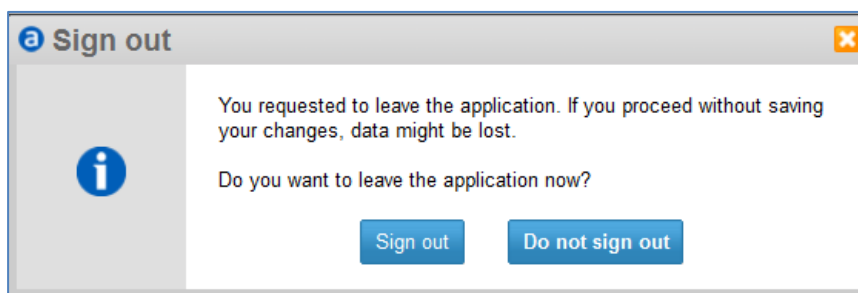 a Sign out
You requested to leave the application. If you proceed without saving
your changes, data might be lost.
Do you want to leave the application now?
Sign out Do not sign out